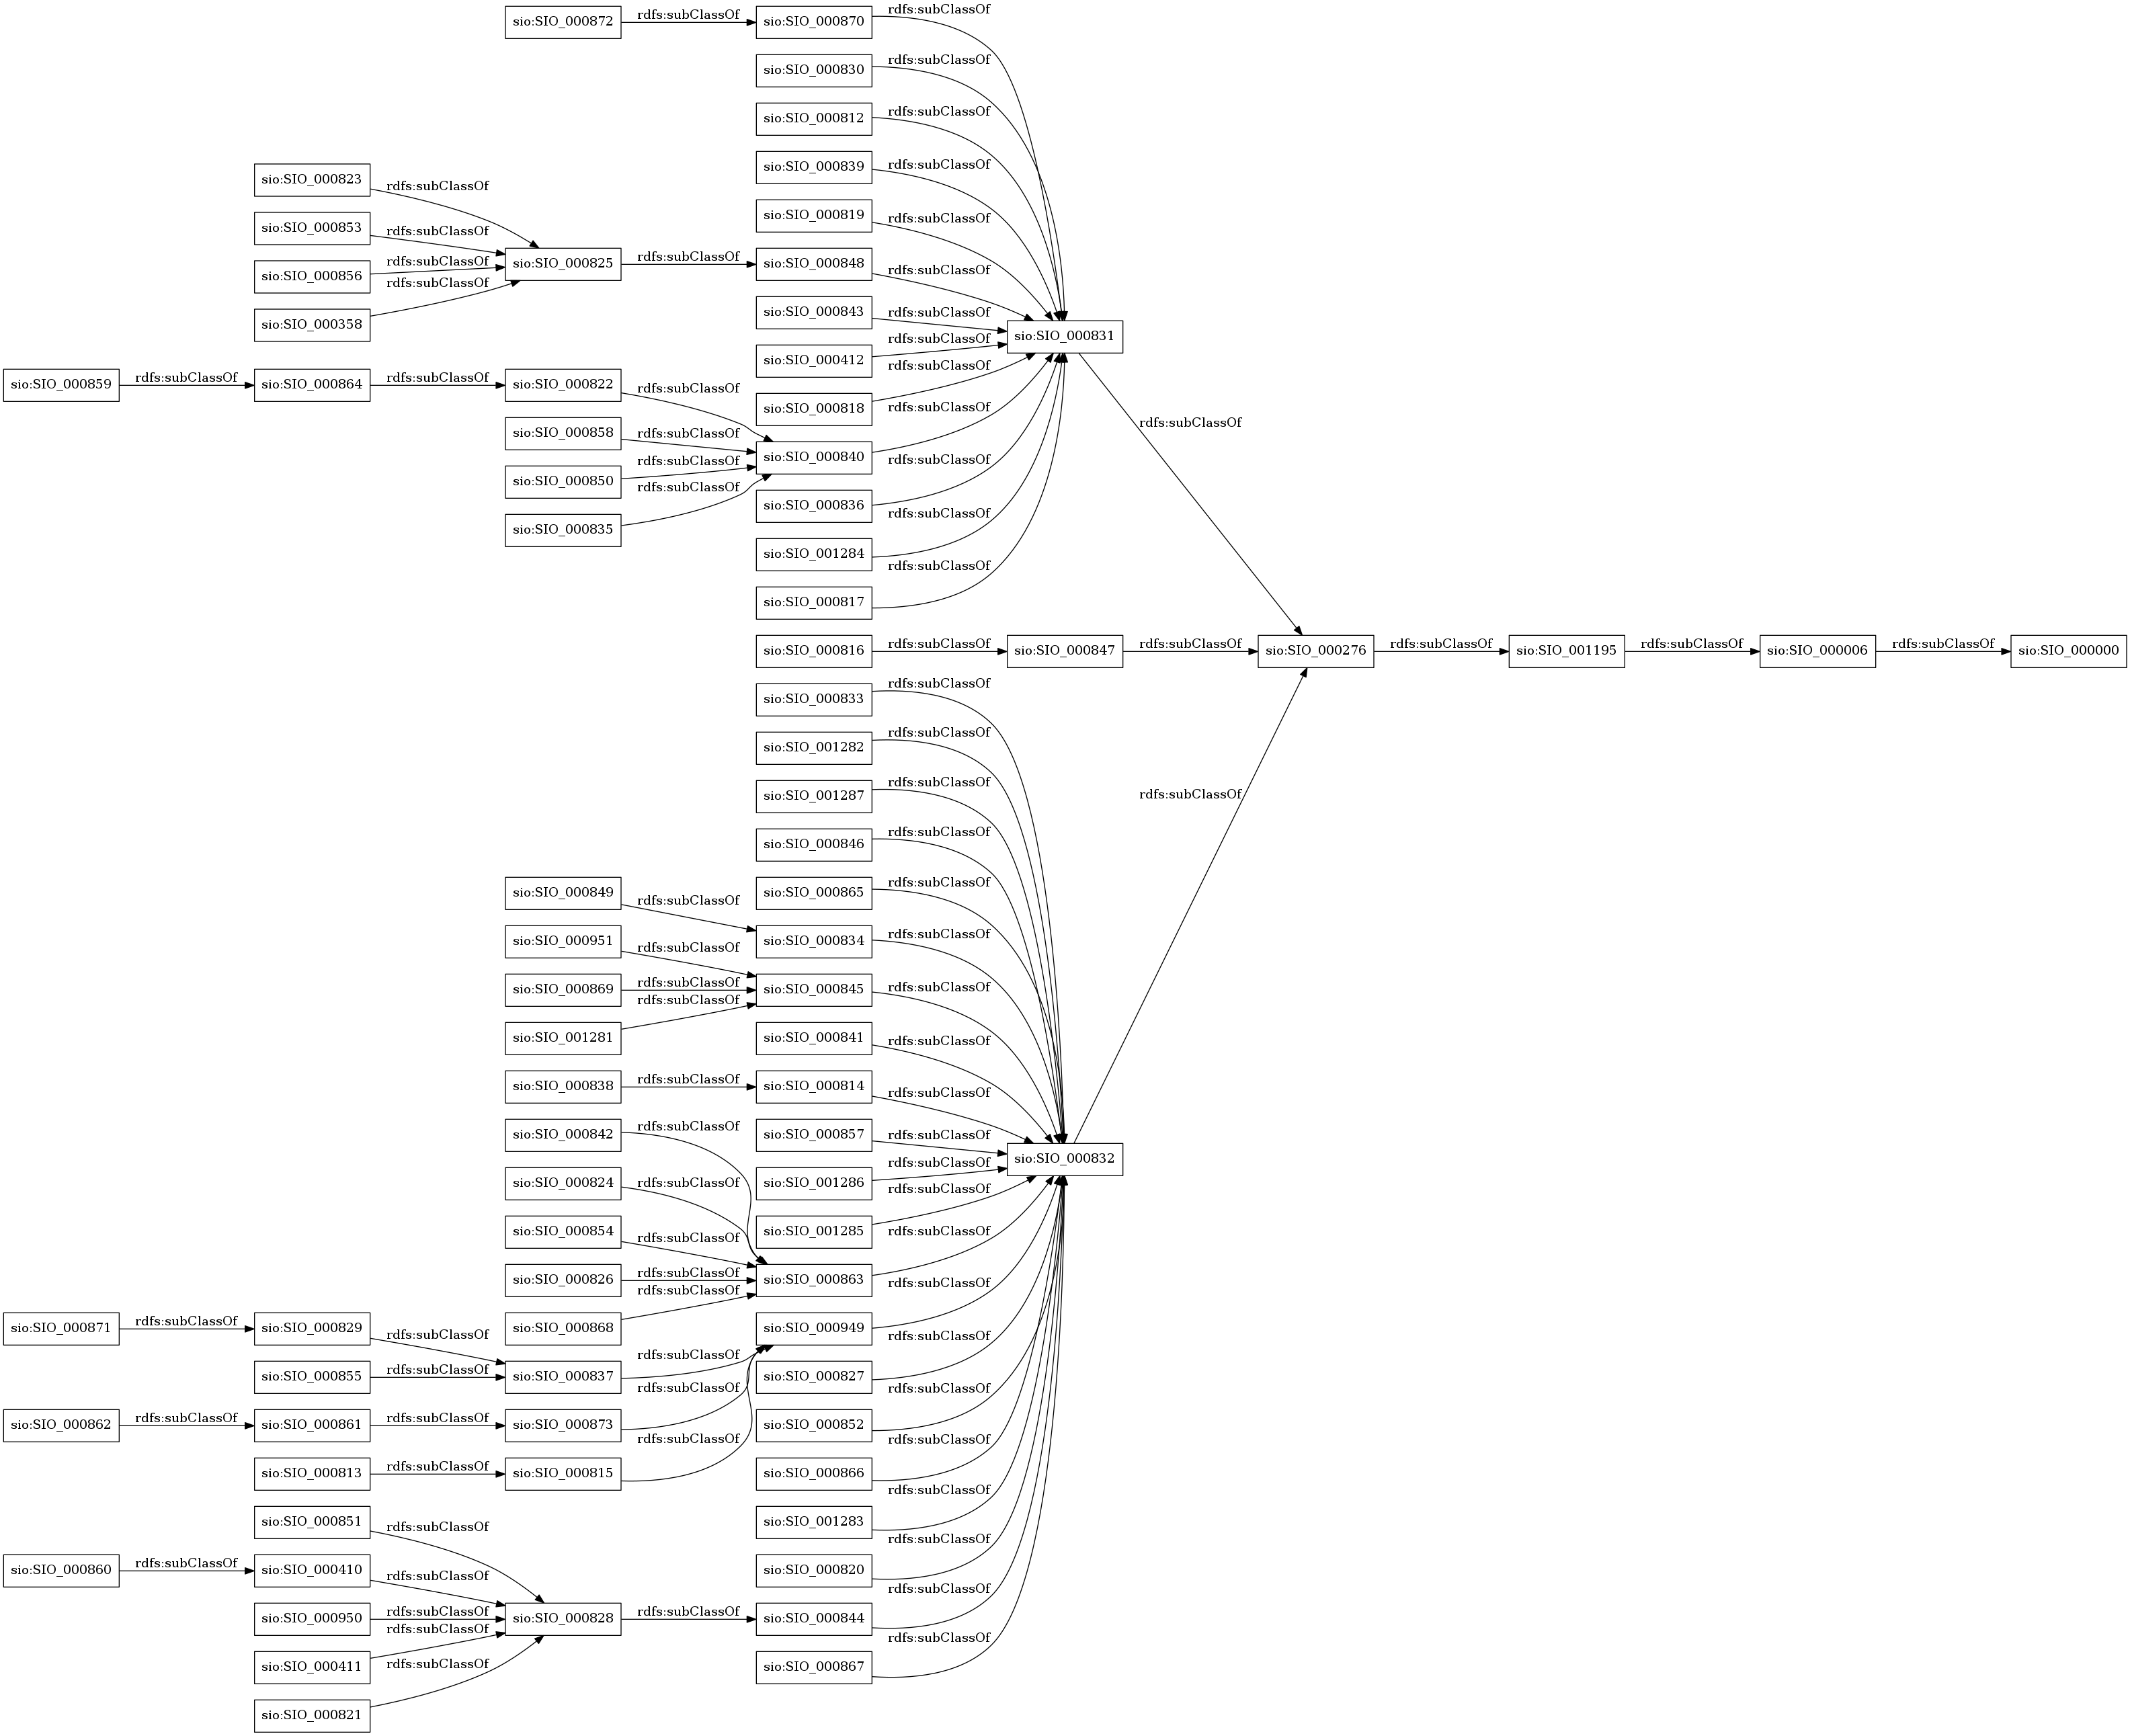 sio:SIO_000872 rdfs:subClassOf sio:SIO_000870 rdfs:subClassOf
sio:SIO_000830 rdfs:subClassOf
sio:SIO_000812 rdfs:subClassOf
sio:SIO_000839 rdfs:subClassOf
sio:SIO_000823 rdfs:subClassOf
sio:SIO_000819 rdfs:subClassOf
sio:SIO_000853 rdfs:subClassOf
sio:SIO_000825 rdfs:subClassOf sio:SIO_000848 rdfs:subClassOf
sio:SIO_000856 rdfs:subClassOf
sio:SIO_000358 rdfs:subClassOf
sio:SIO_000843 rdfs:subClassOf
sio:SIO_000831 rdfs:subClassOf
sio:SIO_000412 rdfs:subClassOf
sio:SIO_000818 rdfs:subClassOf
sio:SIO_000859 rdfs:subClassOf sio:SIO_000864 rdfs:subClassOf sio:SIO_000822 rdfs:subClassOf
sio:SIO_000858 rdfs:subClassOf
sio:SIO_000840 rdfs:subClassOf
sio:SIO_000850 rdfs:subClassOf
sio:SIO_000835 rdfs:subClassOf
sio:SIO_000836 rdfs:subClassOf
sio:SIO_001284 rdfs:subClassOf
sio:SIO_000817 rdfs:subClassOf
sio:SIO_000816 rdfs:subClassOf sio:SIO_000847 rdfs:subClassOf sio:SIO_000276 rdfs:subClassOf sio:SIO_001195 rdfs:subClassOf sio:SIO_000006 rdfs:subClassOf sio:SIO_000000
sio:SIO_000833 rdfs:subClassOf
sio:SIO_001282 rdfs:subClassOf
sio:SIO_001287 rdfs:subClassOf
sio:SIO_000846 rdfs:subClassOf
sio:SIO_000865 rdfs:subClassOf
sio:SIO_000849 rdfs:subClassOf
sio:SIO_000834 rdfs:subClassOf
sio:SIO_000951 rdfs:subClassOf
sio:SIO_000869 rdfs:subClassOf sio:SIO_000845 rdfs:subClassOf
sio:SIO_001281 rdfs:subClassOf
sio:SIO_000841 rdfs:subClassOf
sio:SIO_000838 rdfs:subClassOf sio:SIO_000814 rdfs:subClassOf
sio:SIO_000842 rdfs:subClassOf
sio:SIO_000857 rdfs:subClassOf
sio:SIO_000832 rdfs:subClassOf
sio:SIO_000824 rdfs:subClassOf
sio:SIO_001286 rdfs:subClassOf
sio:SIO_000854 rdfs:subClassOf
sio:SIO_001285 rdfs:subClassOf
sio:SIO_000826 rdfs:subClassOf sio:SIO_000863 rdfs:subClassOf
sio:SIO_000868 rdfs:subClassOf
sio:SIO_000949 rdfs:subClassOf
sio:SIO_000871 rdfs:subClassOf sio:SIO_000829 rdfs:subClassOf
sio:SIO_000855 rdfs:subClassOf sio:SIO_000837 rdfs:subClassOf
sio:SIO_000827 rdfs:subClassOf
sio:SIO_000862 rdfs:subClassOf sio:SIO_000861 rdfs:subClassOf sio:SIO_000873 rdfs:subClassOf
sio:SIO_000852 rdfs:subClassOf
sio:SIO_000813 rdfs:subClassOf sio:SIO_000815 rdfs:subClassOf
sio:SIO_000866 rdfs:subClassOf
sio:SIO_000851 rdfs:subClassOf
sio:SIO_001283 rdfs:subClassOf
sio:SIO_000860 rdfs:subClassOf sio:SIO_000410 rdfs:subClassOf
sio:SIO_000820 rdfs:subClassOf
sio:SIO_000950 rdfs:subClassOf sio:SIO_000828 rdfs:subClassOf sio:SIO_000844 rdfs:subClassOf
sio:SIO_000411 rdfs:subClassOf
sio:SIO_000867 rdfs:subClassOf
sio:SIO_000821 rdfs:subClassOf